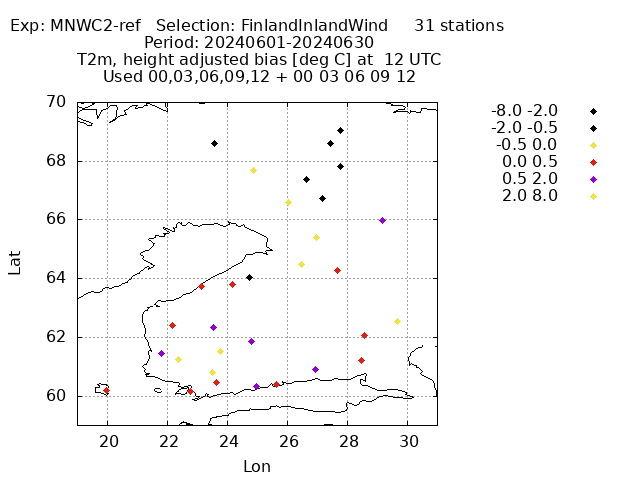 Exp: MNWC2-ref   Selection: FinlandInlandWind     31 stations
Period: 20240601-20240630
T2m, height adjusted bias [deg C] at  12 UTC
Used 00,03,06,09,12 + 00 03 06 09 12
-8.0 -2.0
-2.0 -0.5
-0.5 0.0
0.0 0.5
0.5 2.0
2.0 8.0
70
68
66
64
62
60
Lat
20 22 24 26 28 30
Lon